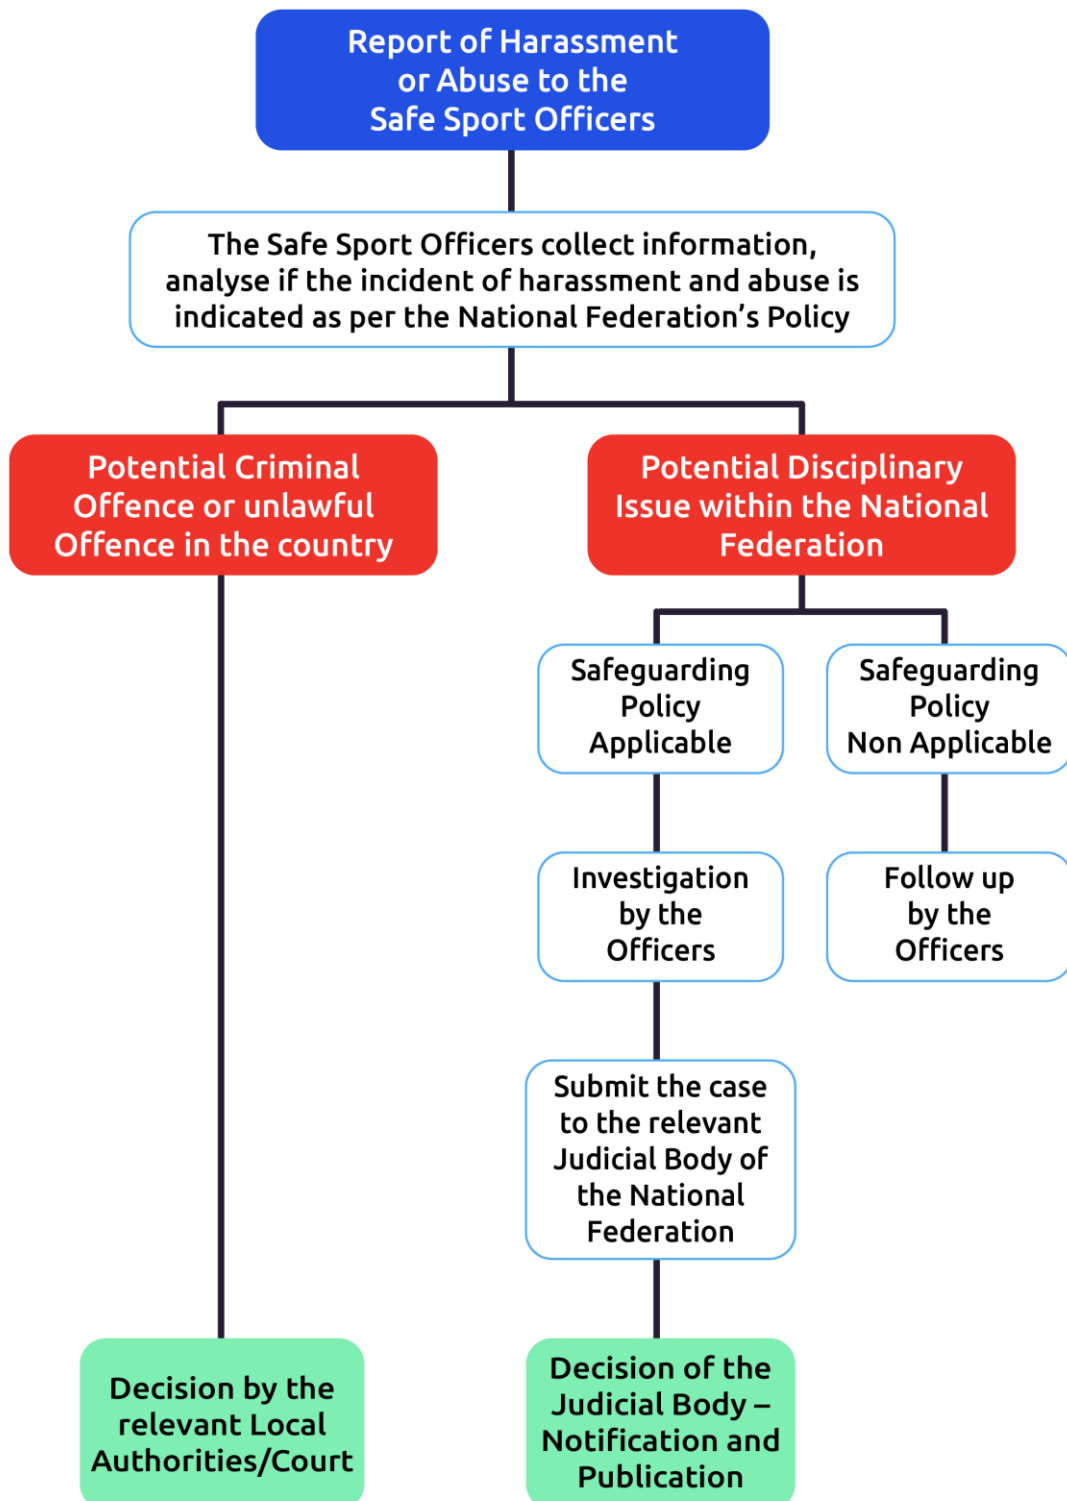 Report of Harassment
or Abuse to the
Safe Sport Officers
The Safe Sport Officers collect information,
analyse if the incident of harassment and abuse is
indicated as per the National Federation’s Policy
Potential Criminal
Offence or unlawful
Offence in the country
Potential Disciplinary
Issue within the National
Federation
Safeguarding
Policy
Applicable
Safeguarding
Policy
Non Applicable
Investigation
by the
Officers
Follow up
by the
Officers
Submit the case
to the relevant
Judicial Body of
the National
Federation
Decision by the
relevant Local
Authorities/Court
Decision of the
Judicial Body –
Notification and
Publication